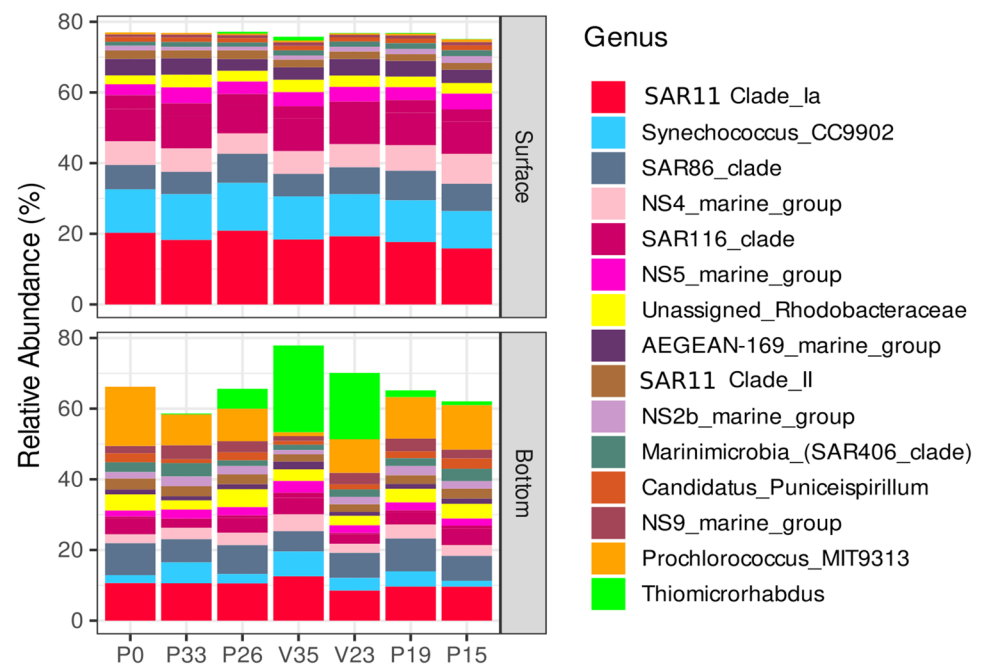 Relative Abundance (%)
80
60
40
20
0
Surface
80
60
40
20
0
Bottom
P0 P33 P26 V35 V23 P19 P15
Genus
SAR11 Clade_Ia
Synechococcus_CC9902
SAR86_clade
NS4_marine_group
SAR116_clade
NS5_marine_group
Unassigned_Rhodobacteraceae
AEGEAN-169_marine_group
SAR11 Clade_II
NS2b_marine_group
Marinimicrobia_(SAR406_clade)
Candidatus_Puniceispirillum
NS9_marine_group
Prochlorococcus_MIT9313
Thiomicrorhabdus